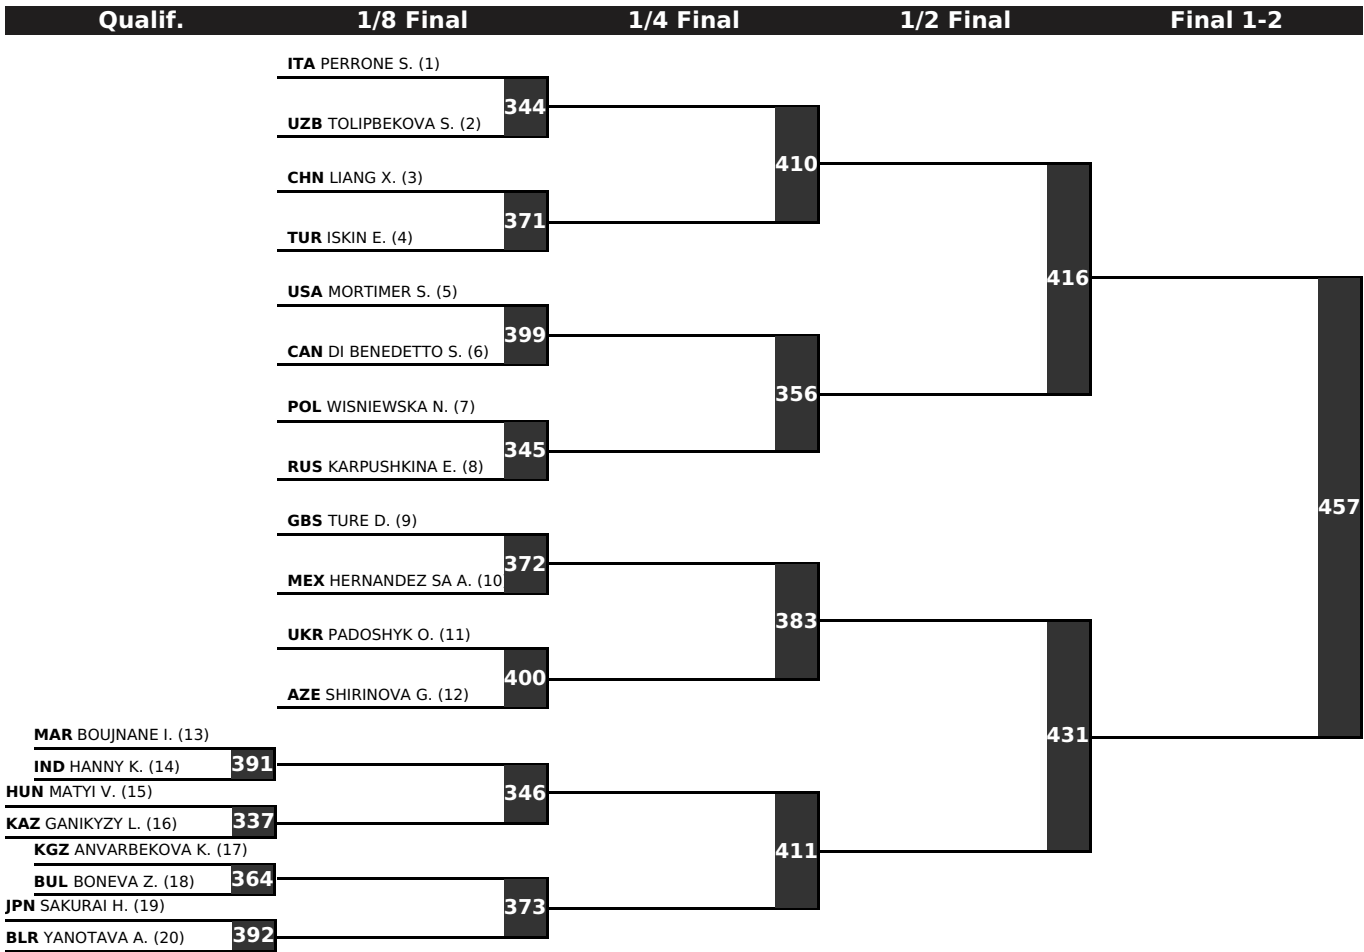 Qualif. 1/8 Final 1/4 Final 1/2 Final Final 1-2
ITA PERRONE S. (1)
344
UZB TOLIPBEKOVA S. (2)
410
CHN LIANG X. (3)
371
TUR ISKIN E. (4)
416
USA MORTIMER S. (5)
399
CAN DI BENEDETTO S. (6)
356
POL WISNIEWSKA N. (7)
345
RUS KARPUSHKINA E. (8)
457
GBS TURE D. (9)
372
MEX HERNANDEZ SA A. (10
383
UKR PADOSHYK O. (11)
400
AZE SHIRINOVA G. (12)
431
MAR BOUJNANE I. (13)
391
IND HANNY K. (14)
HUN MATYI V. (15)
346
KAZ GANIKYZY L. (16)
337
KGZ ANVARBEKOVA K. (17)
411
BUL BONEVA Z. (18)
364
JPN SAKURAI H. (19)
373
BLR YANOTAVA A. (20)
392